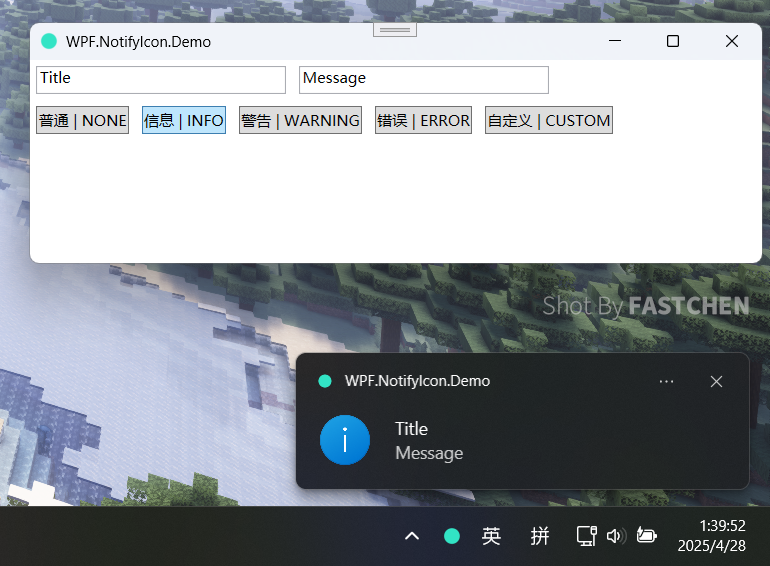 WPF.NotifyIcon.Demo
Title Message
普通 | NONE 信息 | INFO 警告 | WARNING 错误 | ERROR 自定义 | CUSTOM
Shot By FASTCHEN
WPF.NotifyIcon.Demo
Title
Message
英 拼 1:39:52
2025/4/28